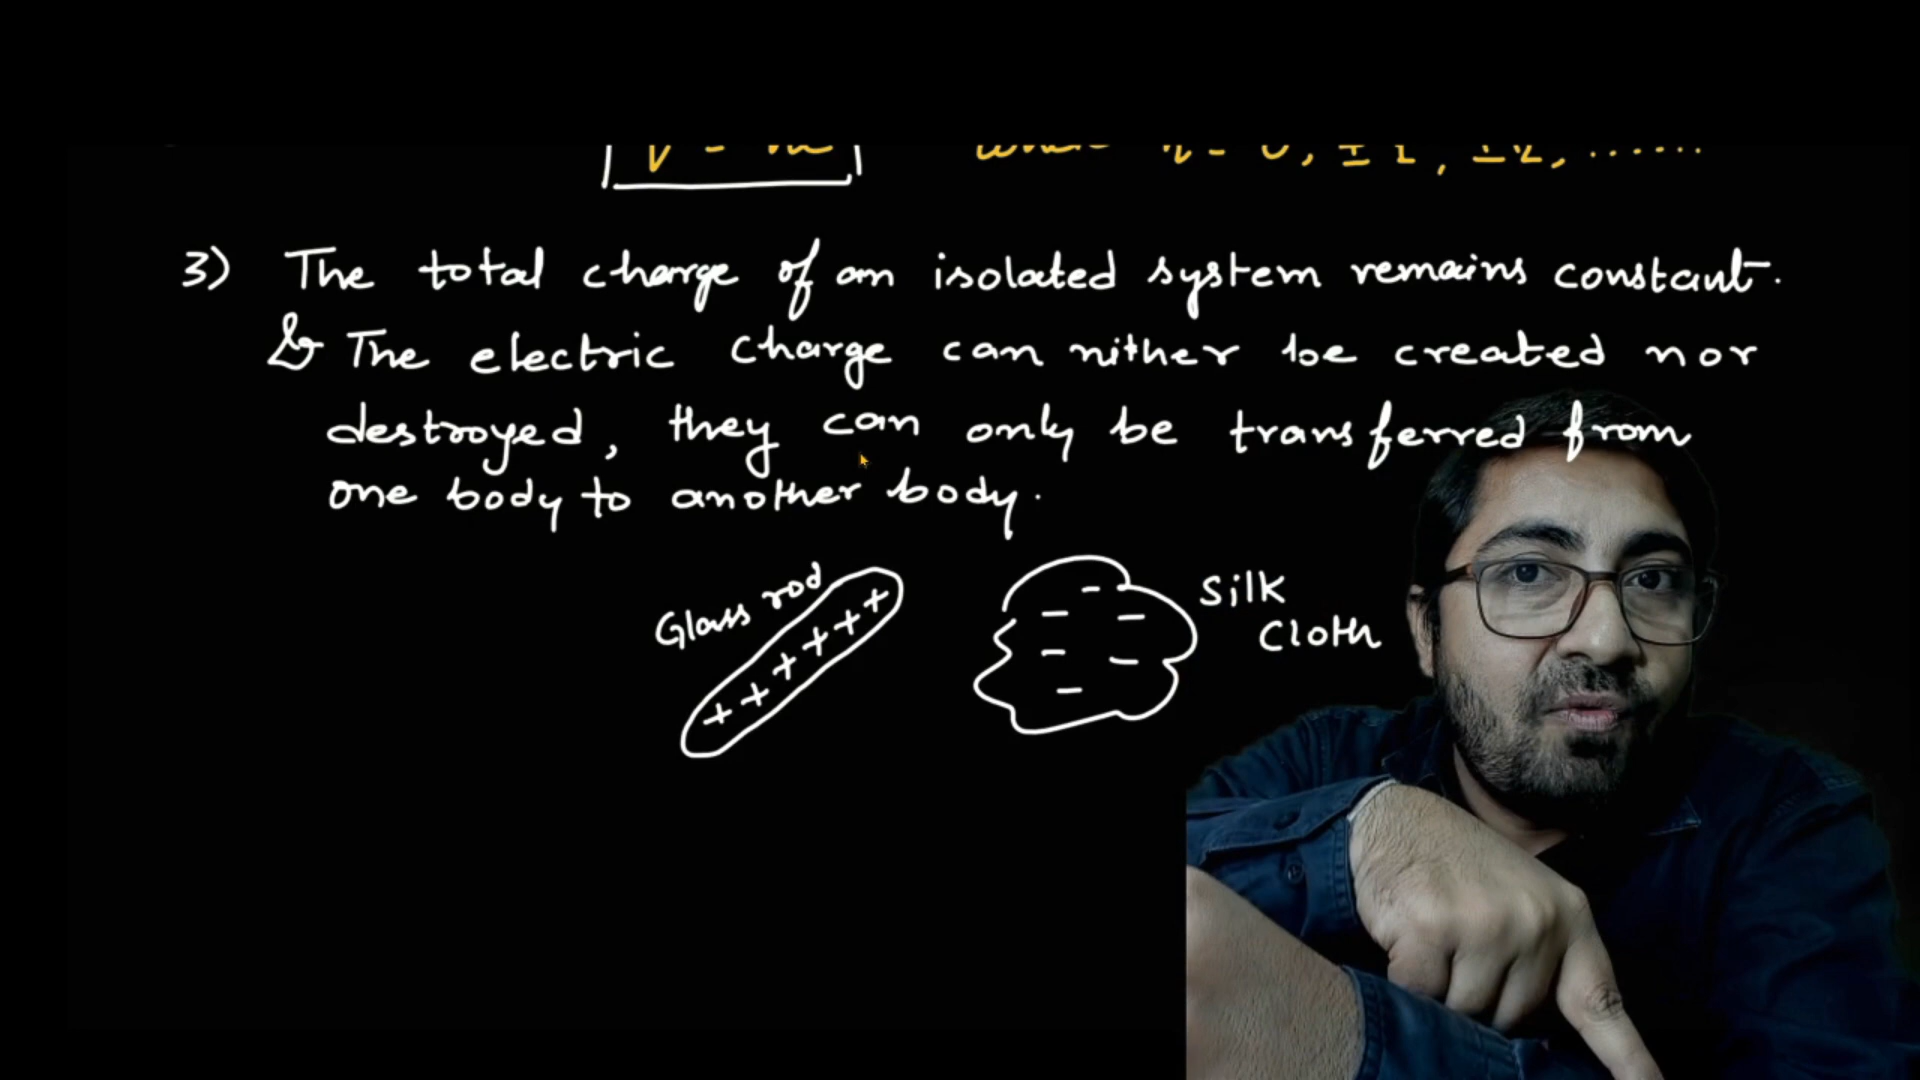 3) The total charge of an isolated system remains constant.
& The electric charge can nither be created nor
destroyed, they can only be transferred from
one body to another body.
Glass rod
+ + + + + +
- - - - - - 
Silk
Cloth